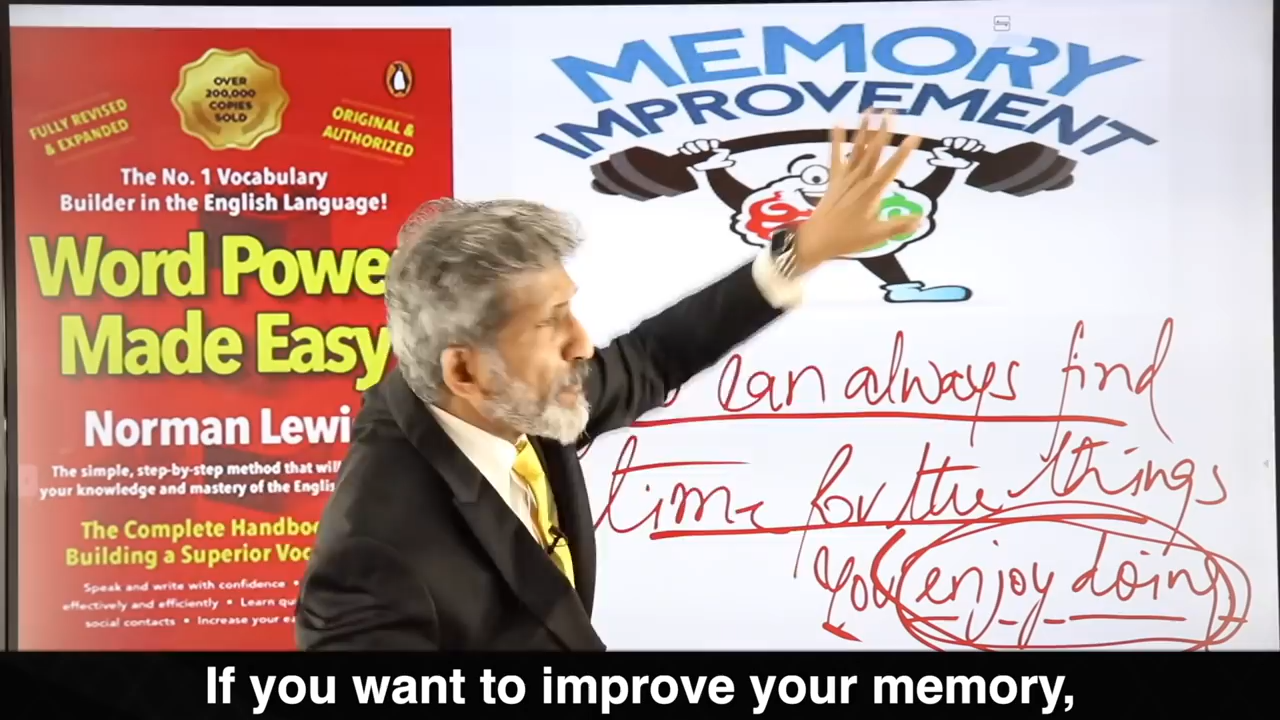 FULLY REVISED
& EXPANDED
OVER
200,000
COPIES
SOLD
ORIGINAL &
AUTHORIZED
The No. 1 Vocabulary
Builder in the English Language!
Word Powe
Made Easy
Norman Lewi
The simple, step-by-step method that will
your knowledge and mastery of the Englis
The Complete Handboo
Building a Superior Voc
Speak and write with confidence •
effectively and efficiently • Learn qu
social contacts • Increase your ea
MEMORY
IMPROVEMENT
can always find
time for the things
you enjoy doing
If you want to improve your memory,